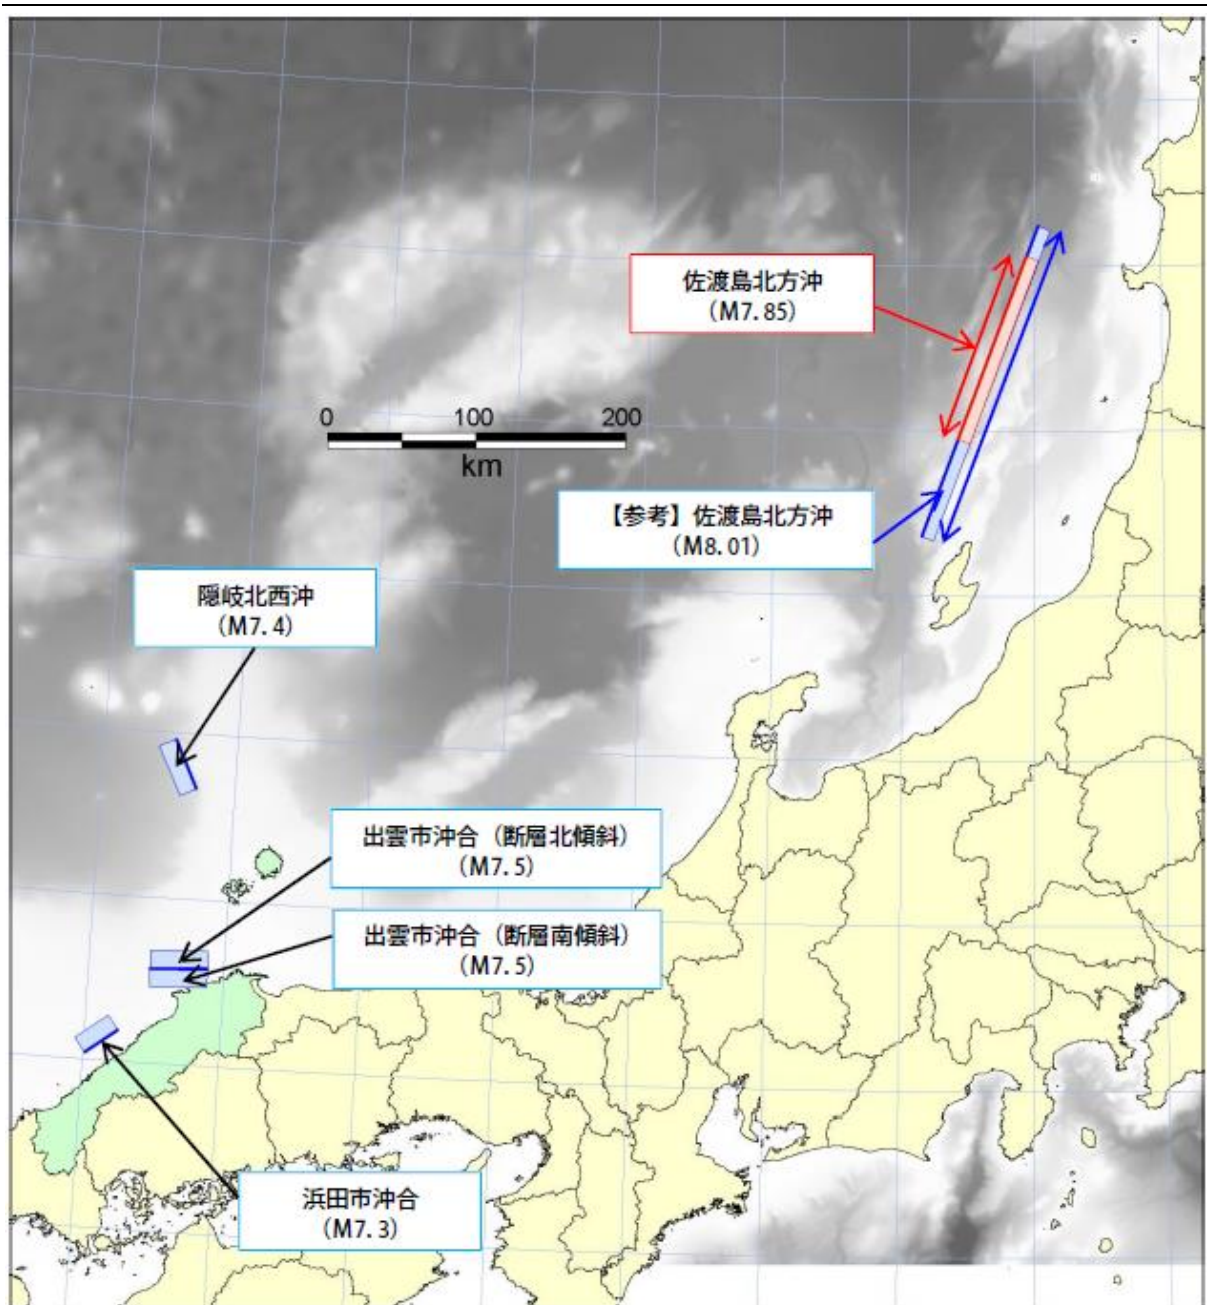 佐渡島北方沖
(M7.85)
0 100 200
km
【参考】佐渡島北方沖
(M8.01)
隠岐北西沖
(M7.4)
出雲市沖合（断層北傾斜）
(M7.5)
出雲市沖合（断層南傾斜）
(M7.5)
浜田市沖合
(M7.3)